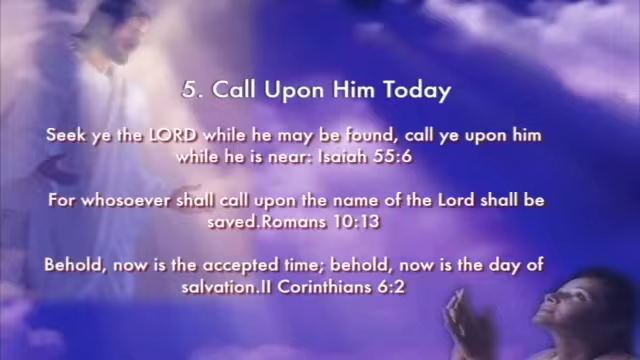 5. Call Upon Him Today
Seek ye the LORD while he may be found, call ye upon him
while he is near: Isaiah 55:6
For whosoever shall call upon the name of the Lord shall be
saved.Romans 10:13
Behold, now is the accepted time; behold, now is the day of
salvation.II Corinthians 6:2